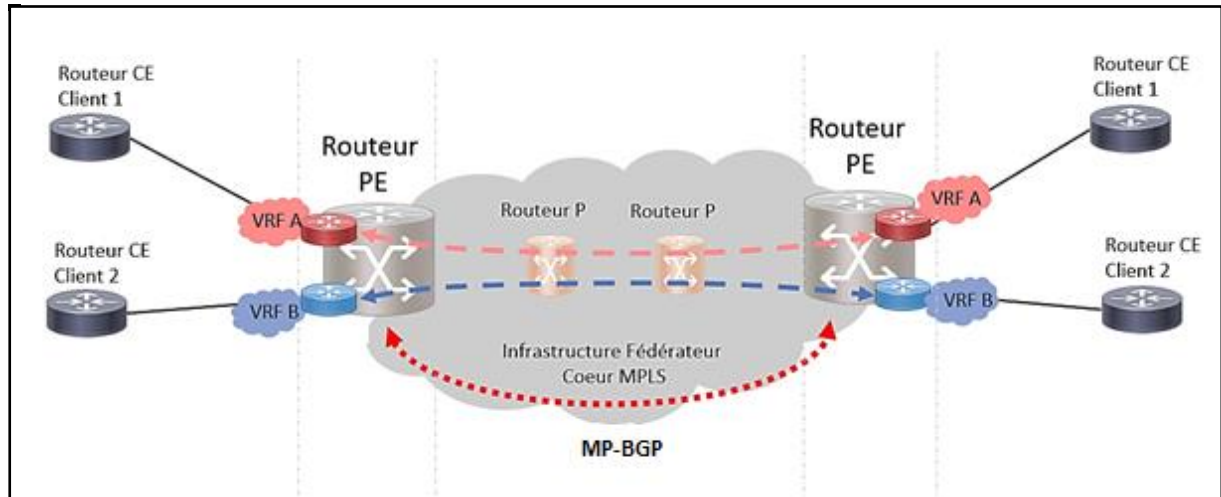 Routeur CE
Client 1
Routeur
PE
VRF A
Routeur CE
Client 2
VRF B
Routeur P
Routeur P
Infrastructure Fédérateur
Coeur MPLS
MP-BGP
Routeur
PE
VRF A
Routeur CE
Client 1
VRF B
Routeur CE
Client 2